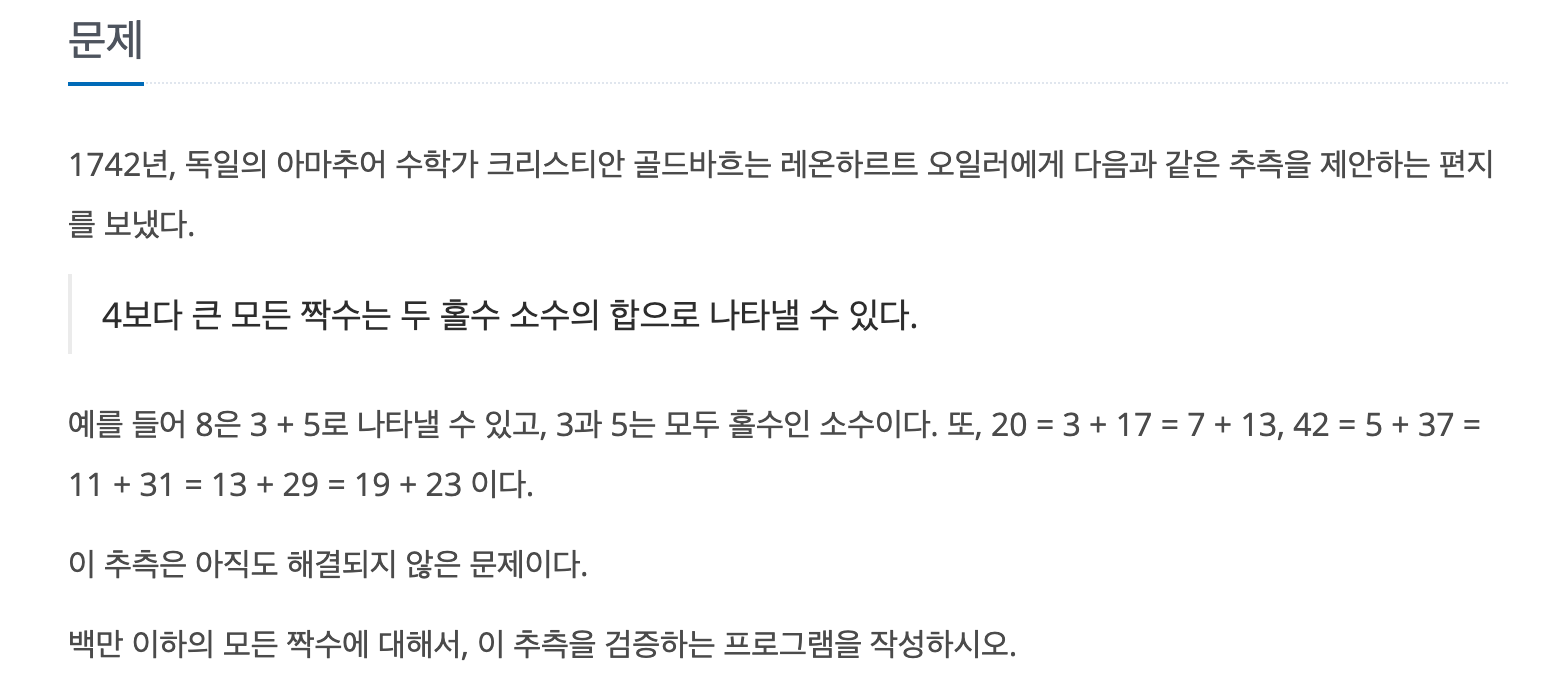 문제
1742년, 독일의 아마추어 수학가 크리스티안 골드바흐는 레온하르트 오일러에게 다음과 같은 추측을 제안하는 편지
를 보냈다.
4보다 큰 모든 짝수는 두 홀수 소수의 합으로 나타낼 수 있다.
예를 들어 8은 3 + 5로 나타낼 수 있고, 3과 5는 모두 홀수인 소수이다. 또, 20 = 3 + 17 = 7 + 13, 42 = 5 + 37 =
11 + 31 = 13 + 29 = 19 + 23 이다.
이 추측은 아직도 해결되지 않은 문제이다.
백만 이하의 모든 짝수에 대해서, 이 추측을 검증하는 프로그램을 작성하시오.